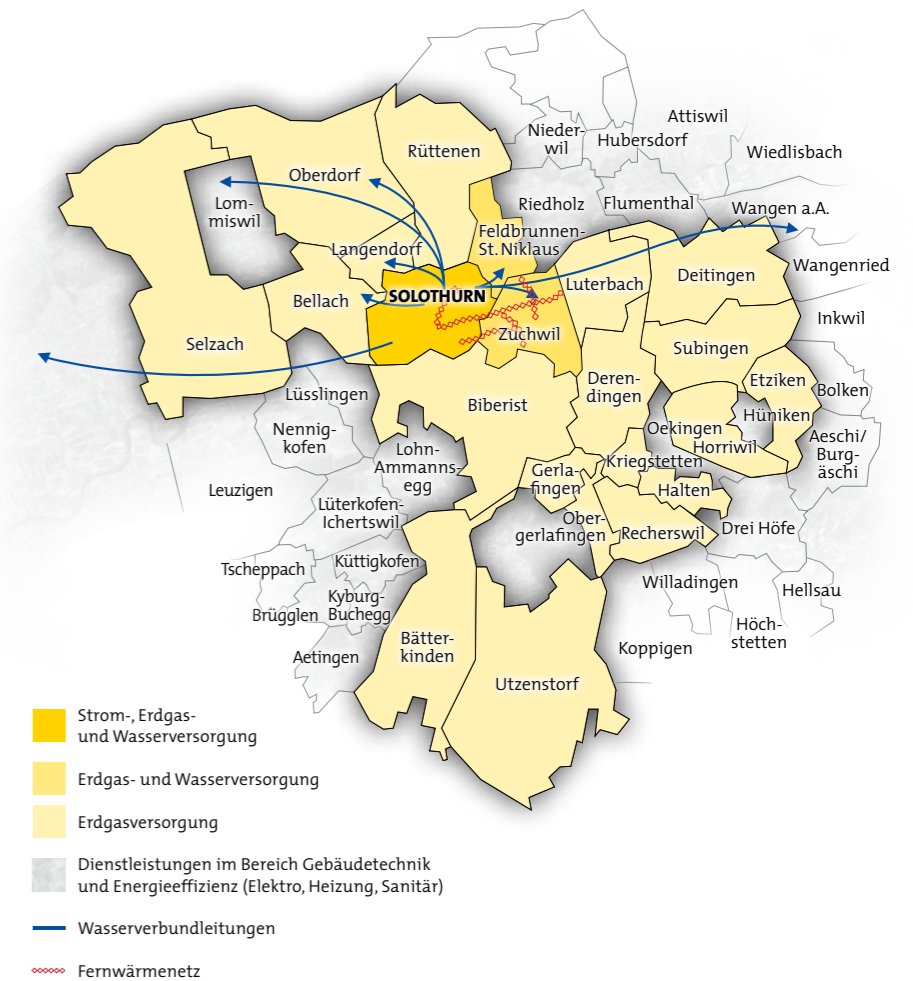 Nieder-
wil
Hubersdorf
Attiswil
Wiedlisbach
Rüttenen
Oberdorf
Lom-
miswil
Riedholz
Flumenthal
Wangen a.A.
Feldbrunnen-
St. Niklaus
Langendorf
Wangenried
Luterbach
Deitingen
Bellach
SOLOTHURN
Inkwil
Selzach
Zuchwil
Subingen
Etziken
Bolken
Lüsslingen
Deren-
dingen
Biberist
Hüniken
Nennig-
kofen
Oekingen
Horriwil
Aeschi/
Burg-
äschi
Lohn-
Ammanns-
egg
Kriegstetten
Gerla-
fingen
Halten
Leuzigen
Lüterkofen-
Ichertswil
Ober-
gerlafingen
Recherswil
Drei Höfe
Tscheppach
Küttigkofen
Willadingen
Hellsau
Brügglen
Kyburg-
Buchegg
Höch-
stetten
Aetingen
Bätter-
kinden
Koppigen
Utzenstorf
Strom-, Erdgas-
und Wasserversorgung
Erdgas- und Wasserversorgung
Erdgasversorgung
Dienstleistungen im Bereich Gebäudetechnik
und Energieeffizienz (Elektro, Heizung, Sanitär)
Wasserverbundleitungen
Fernwärmenetz